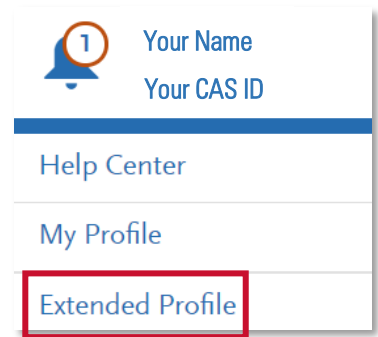 1
Your Name
Your CAS ID
Help Center
My Profile
Extended Profile